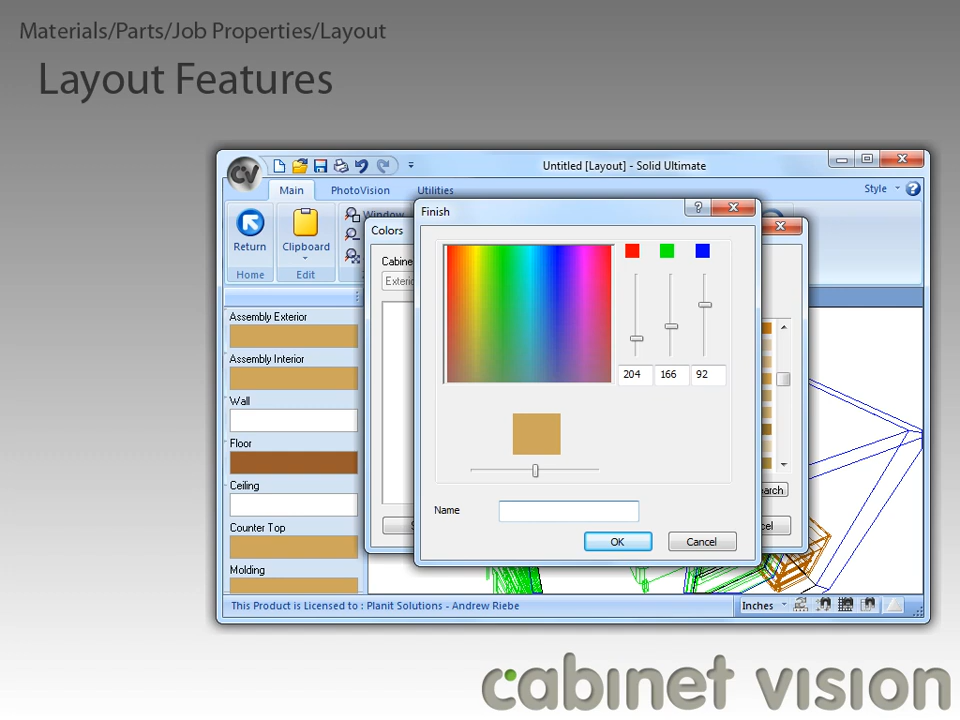 Materials/Parts/Job Properties/Layout
Layout Features
CV
Untitled [Layout] - Solid Ultimate
Main PhotoVision Utilities Style
Return Clipboard Window
Home Edit
Finish
Colors
Cabine
Exterio
204 166 92
Name
OK Cancel
earch
S
cel
Assembly Exterior
Assembly Interior
Wall
Floor
Ceiling
Counter Top
Molding
This Product is Licensed to : Planit Solutions - Andrew Riebe
Inches
cabinet vision